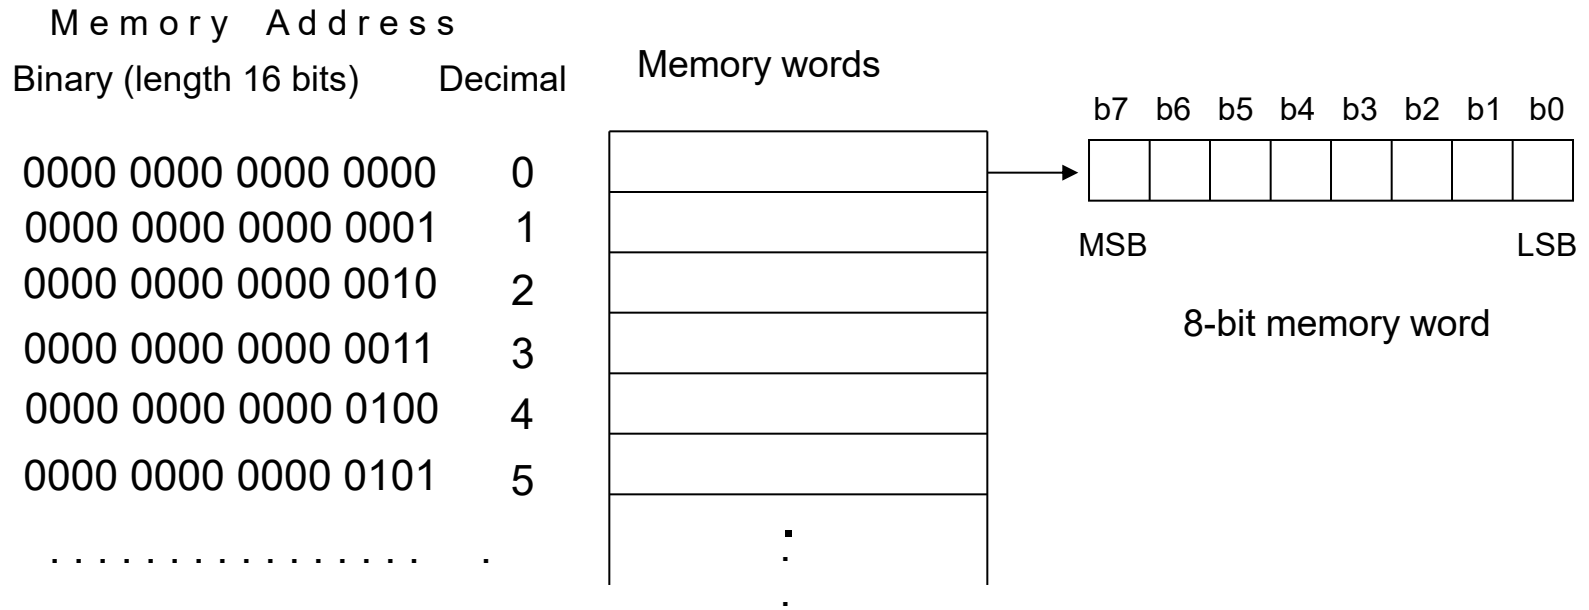 M e m o r y   A d d r e s s
Binary (length 16 bits)   Decimal   Memory words
b7 b6 b5 b4 b3 b2 b1 b0
0000 0000 0000 0000   0
0000 0000 0000 0001   1
MSB   LSB
0000 0000 0000 0010   2
8-bit memory word
0000 0000 0000 0011   3
0000 0000 0000 0100   4
0000 0000 0000 0101   5
. . . . . . . . . . . . . . . .   .
.
.
.